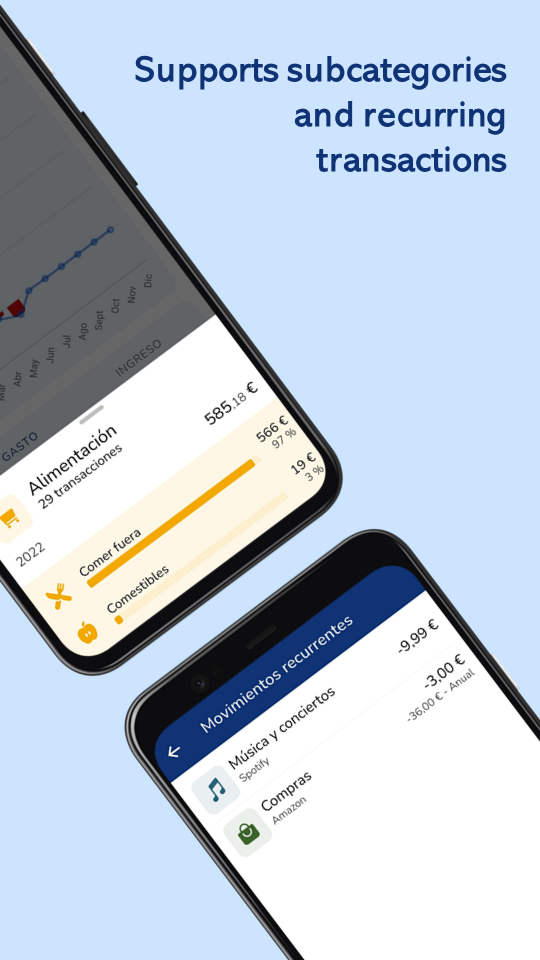 Supports subcategories
and recurring
transactions
Mar
Abr
May
Jun
Jul
Ago
Sept
Oct
Nov
Dic
GASTO
INGRESO
Alimentación
585,18 €
29 transacciones
2022
Comer fuera
566 €
97 %
Comestibles
19 €
3 %
Movimientos recurrentes
Música y conciertos
-9,99 €
Spotify
Compras
-3,00 €
Amazon
-36,00 € - Anual